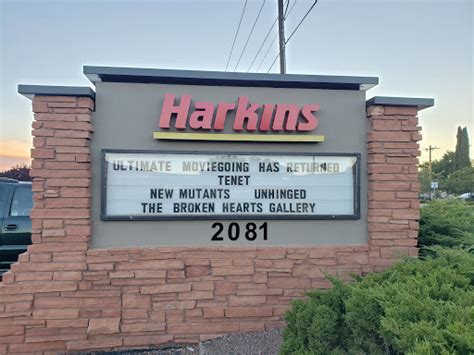 Harkins
ULTIMATE MOVIEGOING HAS RETURNED
TENET
NEW MUTANTS UNHINGED
THE BROKEN HEARTS GALLERY
2081